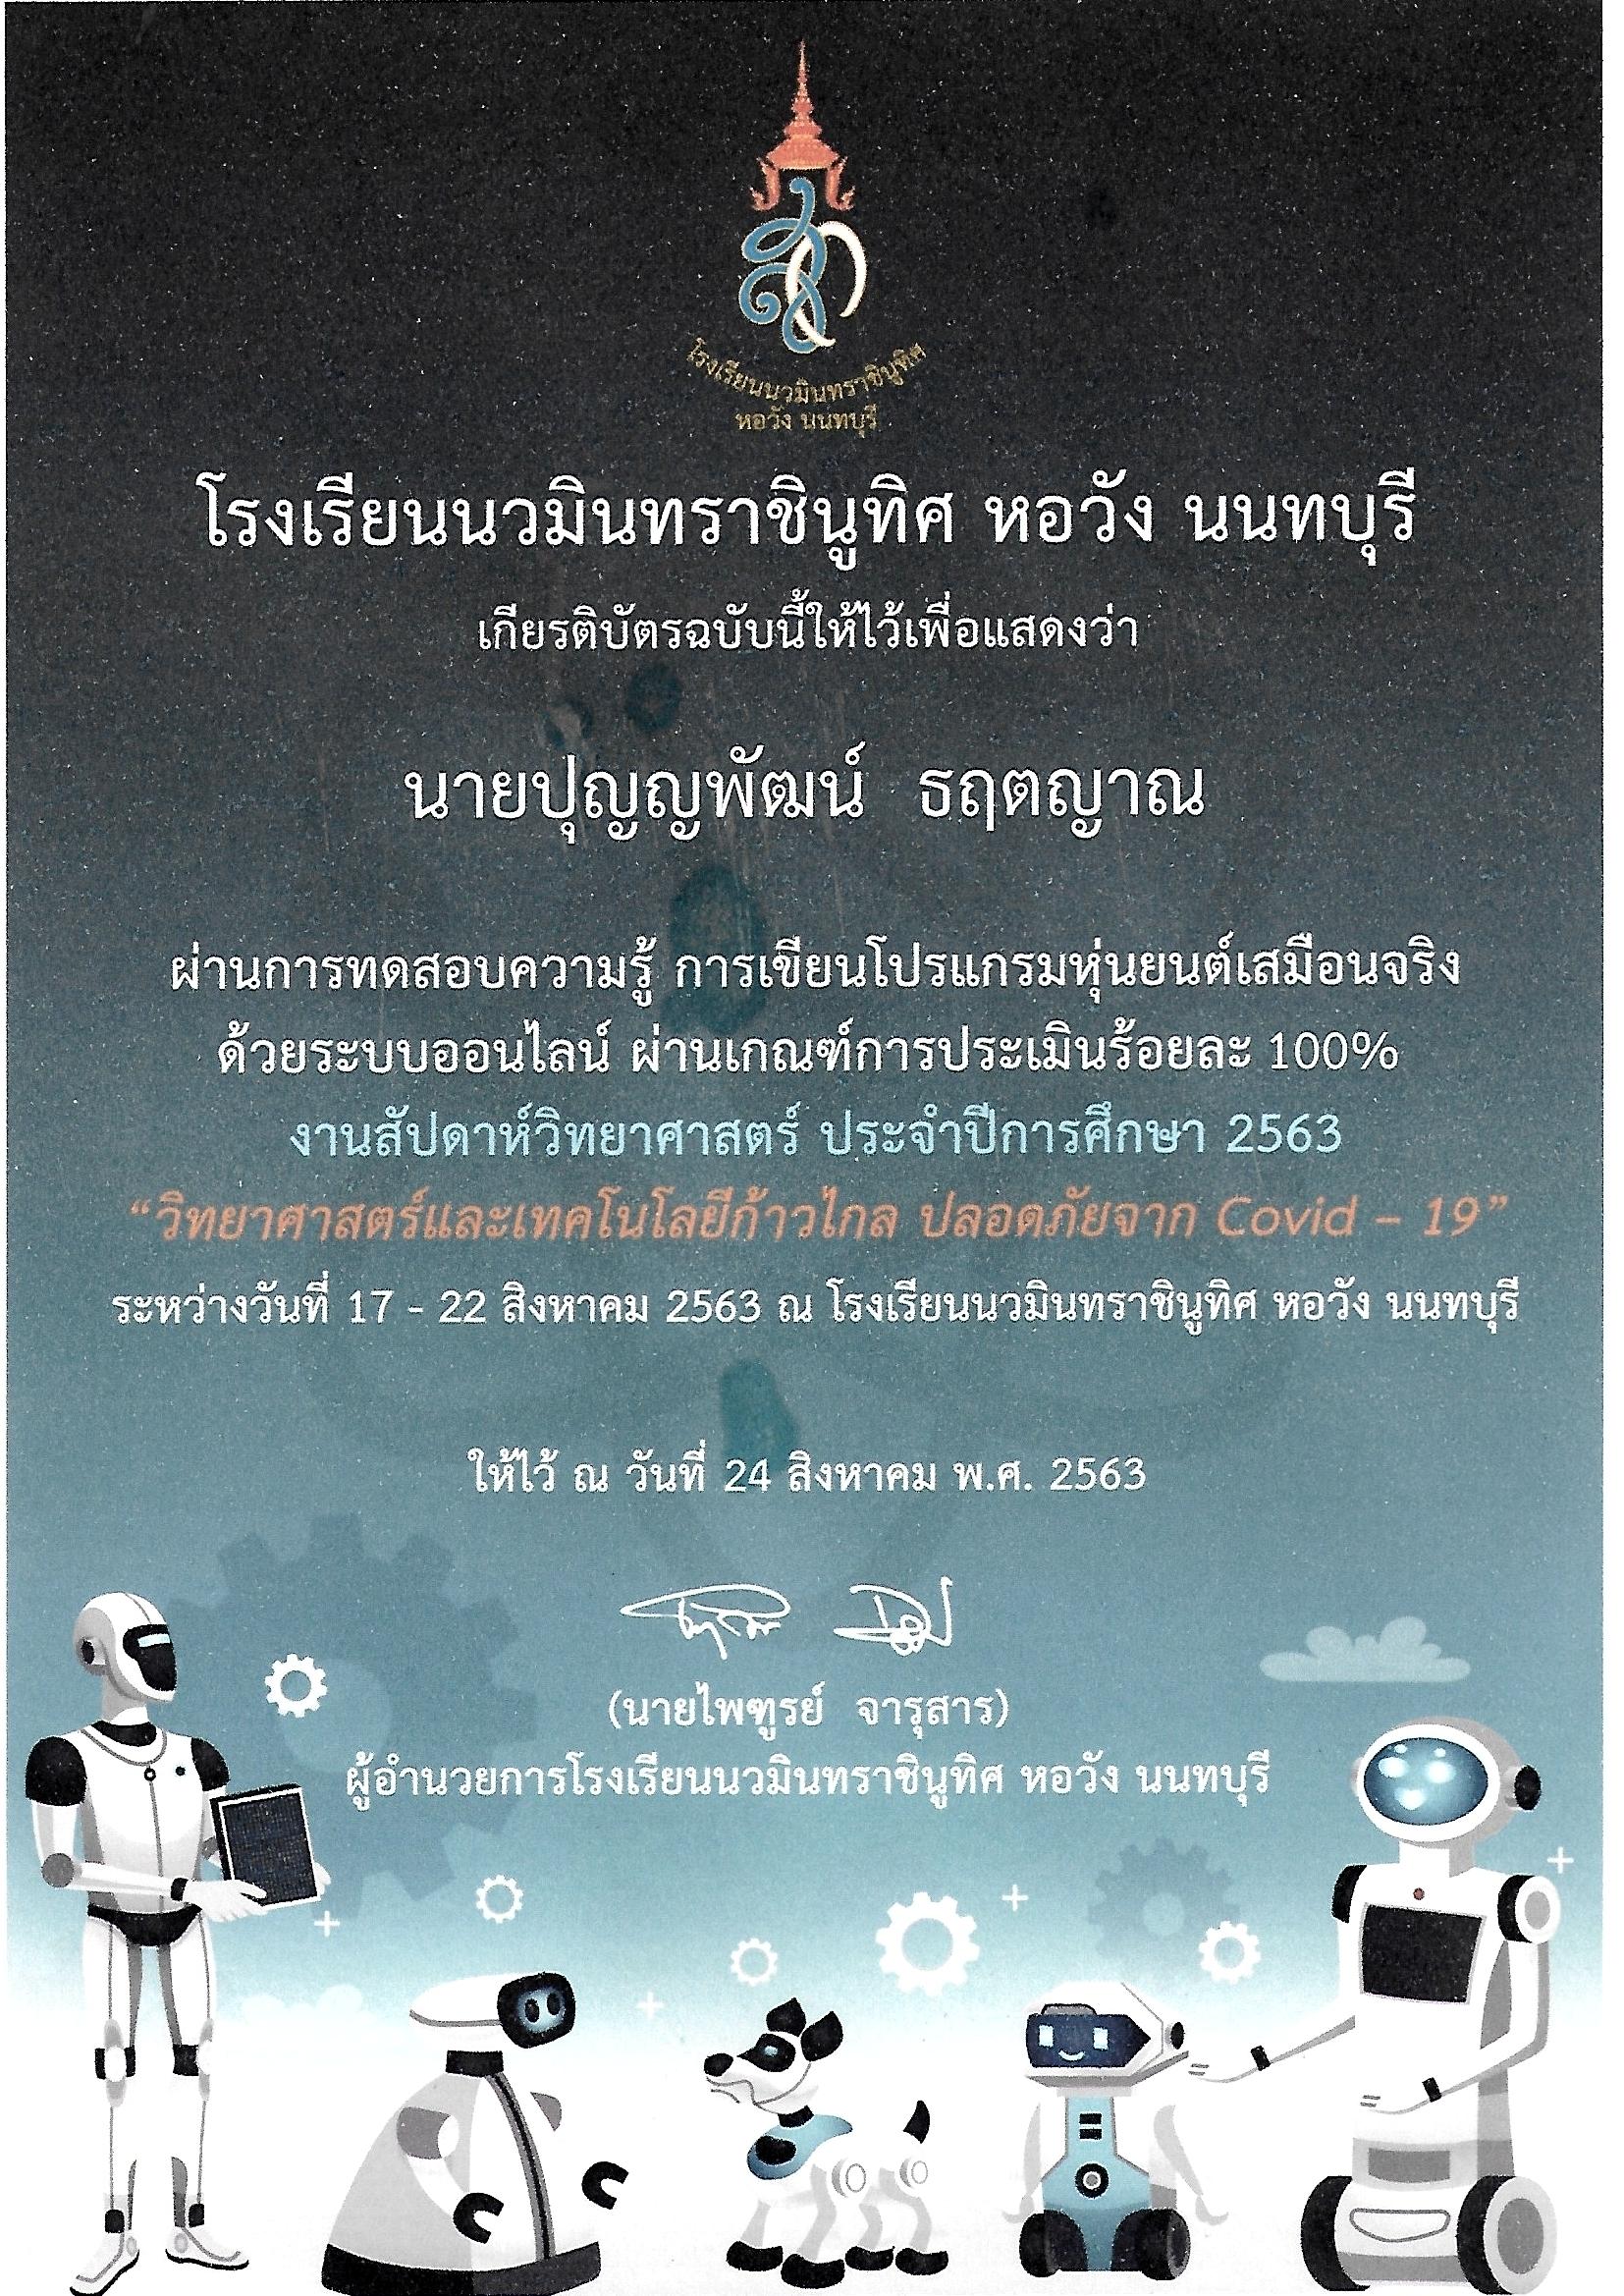 โรงเรียนนวมินทราชินูทิศ
หอวัง นนทบุรี
โรงเรียนนวมินทราชินูทิศ หอวัง นนทบุรี
เกียรติบัตรฉบับนี้ให้ไว้เพื่อแสดงว่า
นายปุญญพัฒน์ ธฤตญาณ
ผ่านการทดสอบความรู้ การเขียนโปรแกรมหุ่นยนต์เสมือนจริง
ด้วยระบบออนไลน์ ผ่านเกณฑ์การประเมินร้อยละ 100%
งานสัปดาห์วิทยาศาสตร์ ประจำปีการศึกษา 2563
“วิทยาศาสตร์และเทคโนโลยีก้าวไกล ปลอดภัยจาก Covid – 19”
ระหว่างวันที่ 17 - 22 สิงหาคม 2563 ณ โรงเรียนนวมินทราชินูทิศ หอวัง นนทบุรี
ให้ไว้ ณ วันที่ 24 สิงหาคม พ.ศ. 2563
(นายไพฑูรย์ จารุสาร)
ผู้อำนวยการโรงเรียนนวมินทราชินูทิศ หอวัง นนทบุรี